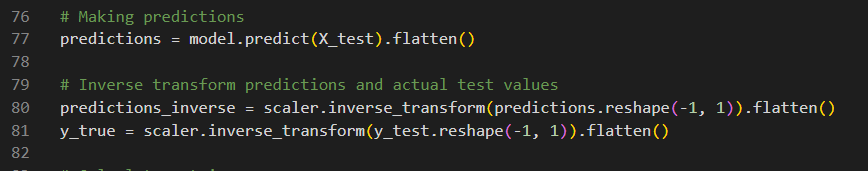 76 # Making predictions
77 predictions = model.predict(X_test).flatten()
78
79 # Inverse transform predictions and actual test values
80 predictions_inverse = scaler.inverse_transform(predictions.reshape(-1, 1)).flatten()
81 y_true = scaler.inverse_transform(y_test.reshape(-1, 1)).flatten()
82